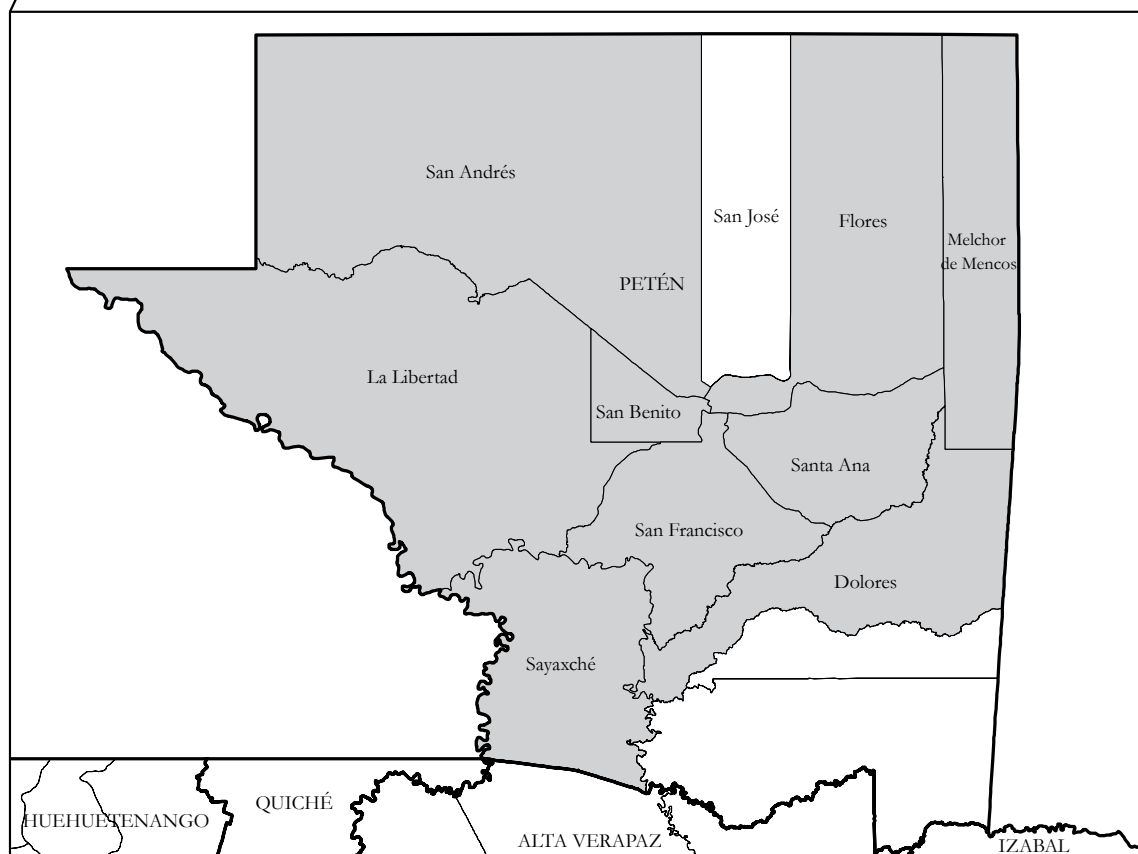 San Andrés
San José
Flores
Melchor
de Mencos
PETÉN
La Libertad
San Benito
Santa Ana
San Francisco
Dolores
Sayaxché
QUICHÉ
HUEHUETENANGO
ALTA VERAPAZ
IZABAL